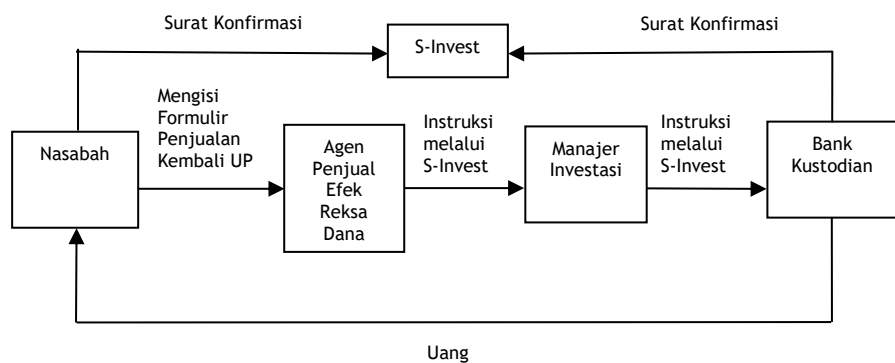 Surat Konfirmasi
S-Invest
Surat Konfirmasi
Nasabah
Mengisi
Formulir
Penjualan
Kembali UP
Agen
Penjual
Efek
Reksa
Dana
Instruksi
melalui
S-Invest
Manajer
Investasi
Instruksi
melalui
S-Invest
Bank
Kustodian
Uang